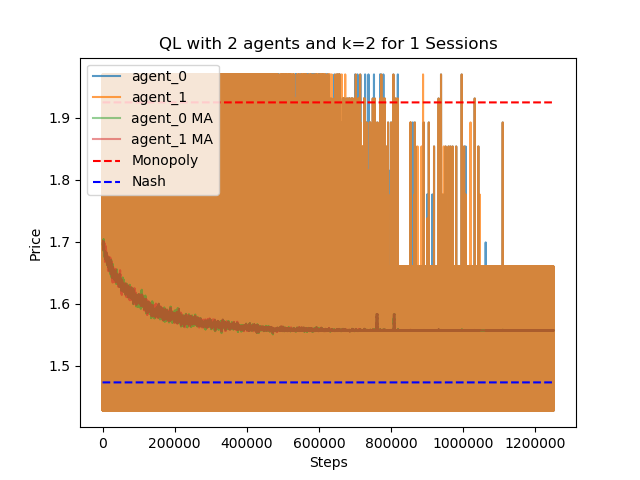 QL with 2 agents and k=2 for 1 Sessions
agent_0
agent_1
agent_0 MA
agent_1 MA
Monopoly
Nash
1.9
1.8
1.7
1.6
1.5
Price
0
200000
400000
600000
800000
1000000
1200000
Steps